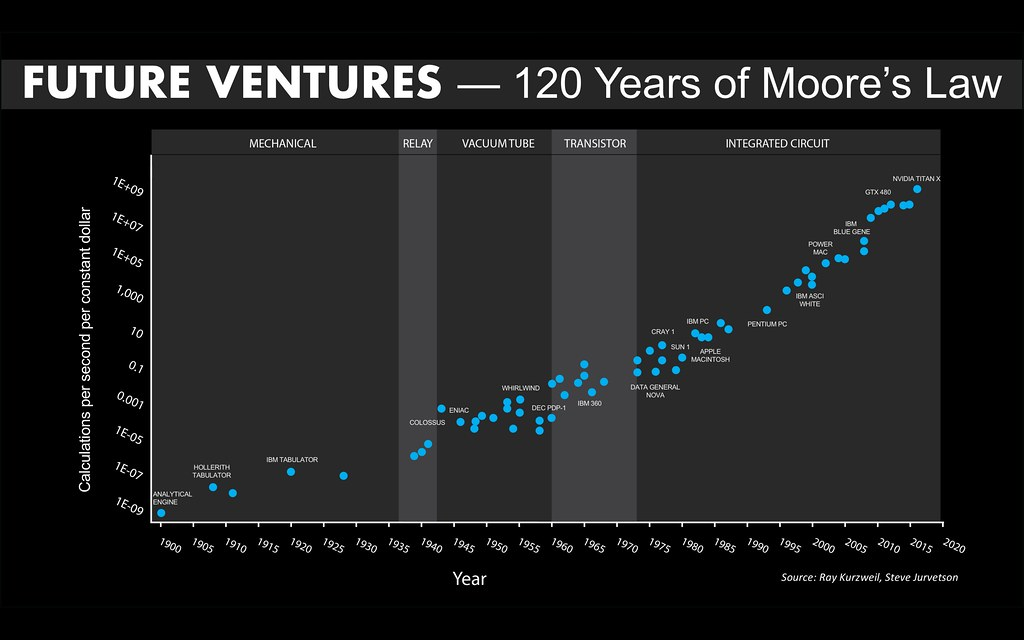 FUTURE VENTURES — 120 Years of Moore's Law
MECHANICAL
RELAY
VACUUM TUBE
TRANSISTOR
INTEGRATED CIRCUIT
Calculations per second per constant dollar
1E+09
1E+07
1E+05
1,000
10
0.1
0.001
1E-05
1E-07
1E-09
ANALYTICAL
ENGINE
HOLLERITH
TABULATOR
IBM TABULATOR
COLOSSUS
ENIAC
WHIRLWIND
DEC PDP-1
IBM 360
DATA GENERAL
NOVA
CRAY 1
SUN 1
IBM PC
APPLE
MACINTOSH
PENTIUM PC
IBM ASCI
WHITE
POWER
MAC
IBM
BLUE GENE
GTX 480
NVIDIA TITAN X
1900
1905
1910
1915
1920
1925
1930
1935
1940
1945
1950
1955
1960
1965
1970
1975
1980
1985
1990
1995
2000
2005
2010
2015
2020
Year
Source: Ray Kurzweil, Steve Jurvetson